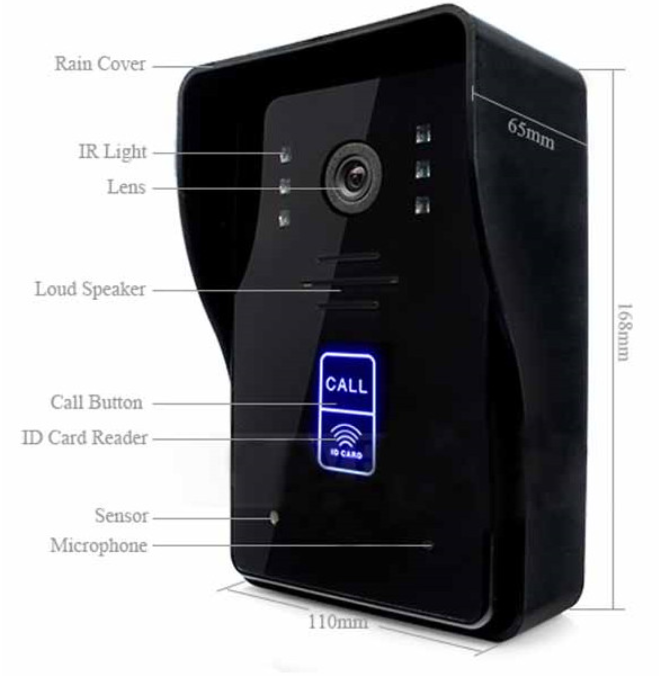 Rain Cover
65mm
IR Light
Lens
Loud Speaker
168mm
CALL
Call Button
ID Card Reader
ID CARD
Sensor
Microphone
110mm